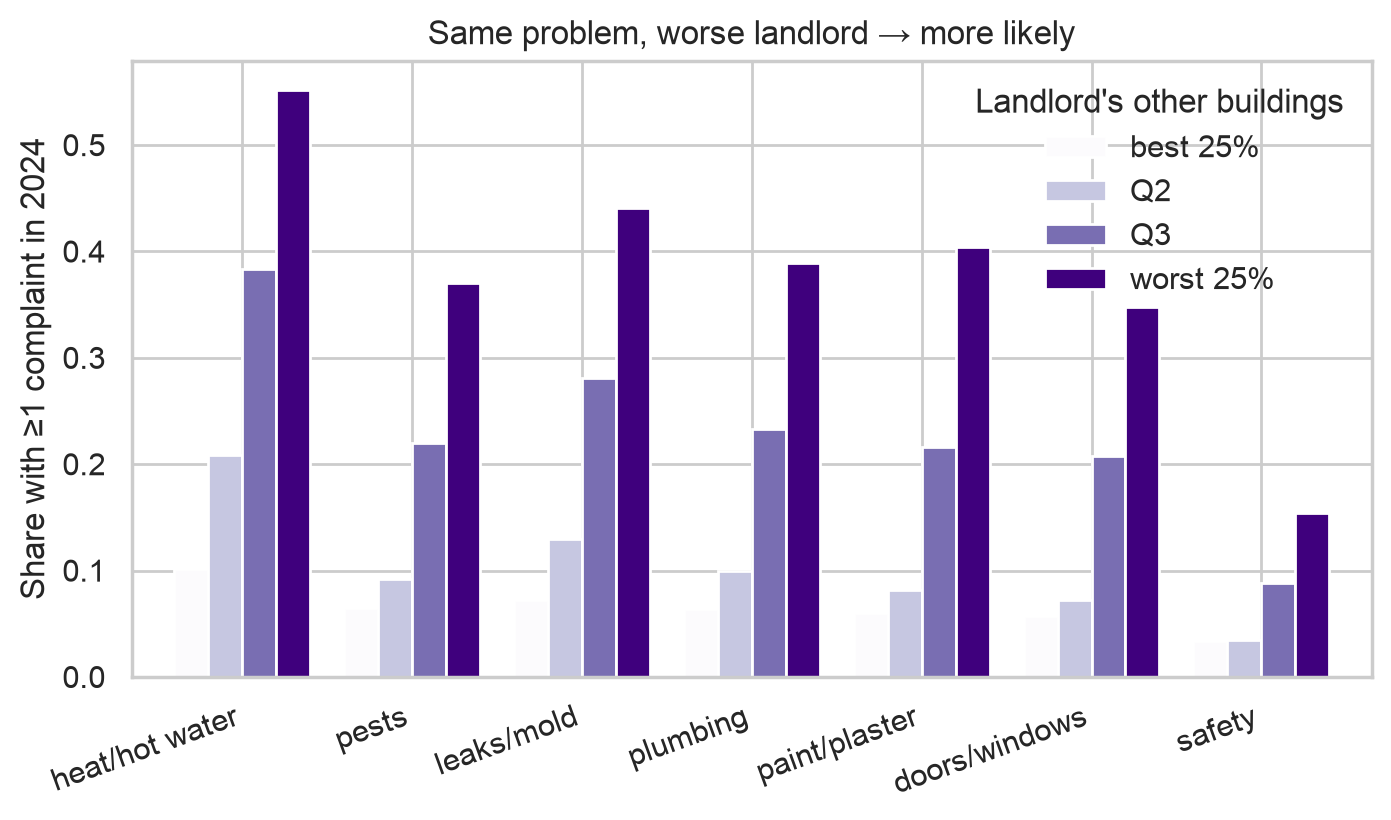 Same problem, worse landlord → more likely
Share with ≥1 complaint in 2024
0.5
0.4
0.3
0.2
0.1
0.0
Landlord's other buildings
best 25%
Q2
Q3
worst 25%
heat/hot water
pests
leaks/mold
plumbing
paint/plaster
doors/windows
safety